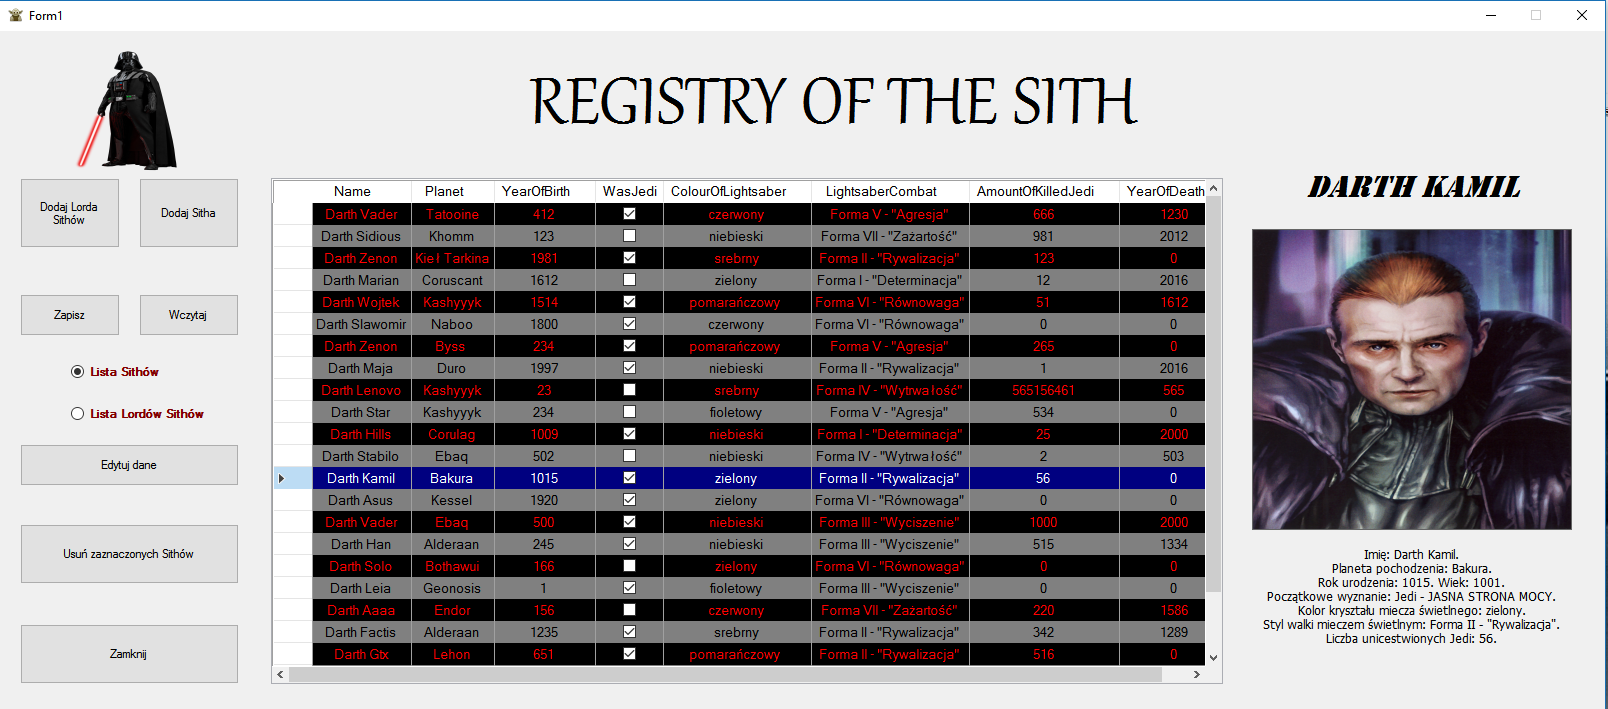 Form1
REGISTRY OF THE SITH
Dodaj Lorda
Sithów
Dodaj Sitha
Zapisz
Wczytaj
Lista Sithów
Lista Lordów Sithów
Edytuj dane
Usuń zaznaczonych Sithów
Zamknij
Name Planet YearOfBirth WasJedi ColourOfLightsaber LightsaberCombat AmountOfKilledJedi YearOfDeath
Darth Vader Tatooine 412 czerwony Forma V - "Agresja" 666 1230
Darth Sidious Khomm 123 niebieski Forma VII - "Zażartość" 981 2012
Darth Zenon Kieł Tarkina 1981 srebrny Forma II - "Rywalizacja" 123 0
Darth Marian Coruscant 1612 zielony Forma I - "Determinacja" 12 2016
Darth Wojtek Kashyyyk 1514 pomarańczowy Forma VI - "Równowaga" 51 1612
Darth Slawomir Naboo 1800 czerwony Forma VI - "Równowaga" 0 0
Darth Zenon Byss 234 pomarańczowy Forma V - "Agresja" 265 0
Darth Maja Duro 1997 niebieski Forma II - "Rywalizacja" 1 2016
Darth Lenovo Kashyyyk 23 srebrny Forma IV - "Wytrwałość" 565156461 565
Darth Star Kashyyyk 234 fioletowy Forma V - "Agresja" 534 0
Darth Hills Corulag 1009 niebieski Forma I - "Determinacja" 25 2000
Darth Stabilo Ebaq 502 niebieski Forma IV - "Wytrwałość" 2 503
Darth Kamil Bakura 1015 zielony Forma II - "Rywalizacja" 56 0
Darth Asus Kessel 1920 zielony Forma VI - "Równowaga" 0 0
Darth Vader Ebaq 500 niebieski Forma III - "Wyciszenie" 1000 2000
Darth Han Alderaan 245 niebieski Forma III - "Wyciszenie" 515 1334
Darth Solo Bothawui 166 zielony Forma VI - "Równowaga" 0 0
Darth Leia Geonosis 1 fioletowy Forma III - "Wyciszenie" 0 0
Darth Aaaa Endor 156 czerwony Forma VII - "Zażartość" 220 1586
Darth Factis Alderaan 1235 srebrny Forma II - "Rywalizacja" 342 1289
Darth Gtx Lehon 651 pomarańczowy Forma II - "Rywalizacja" 516 0
DARTH KAMIL
Imię: Darth Kamil.
Planeta pochodzenia: Bakura.
Rok urodzenia: 1015. Wiek: 1001.
Początkowe wyznanie: Jedi - JASNA STRONA MOCY.
Kolor kryształu miecza świetlnego: zielony.
Styl walki mieczem świetlnym: Forma II - "Rywalizacja".
Liczba unicestwionych Jedi: 56.